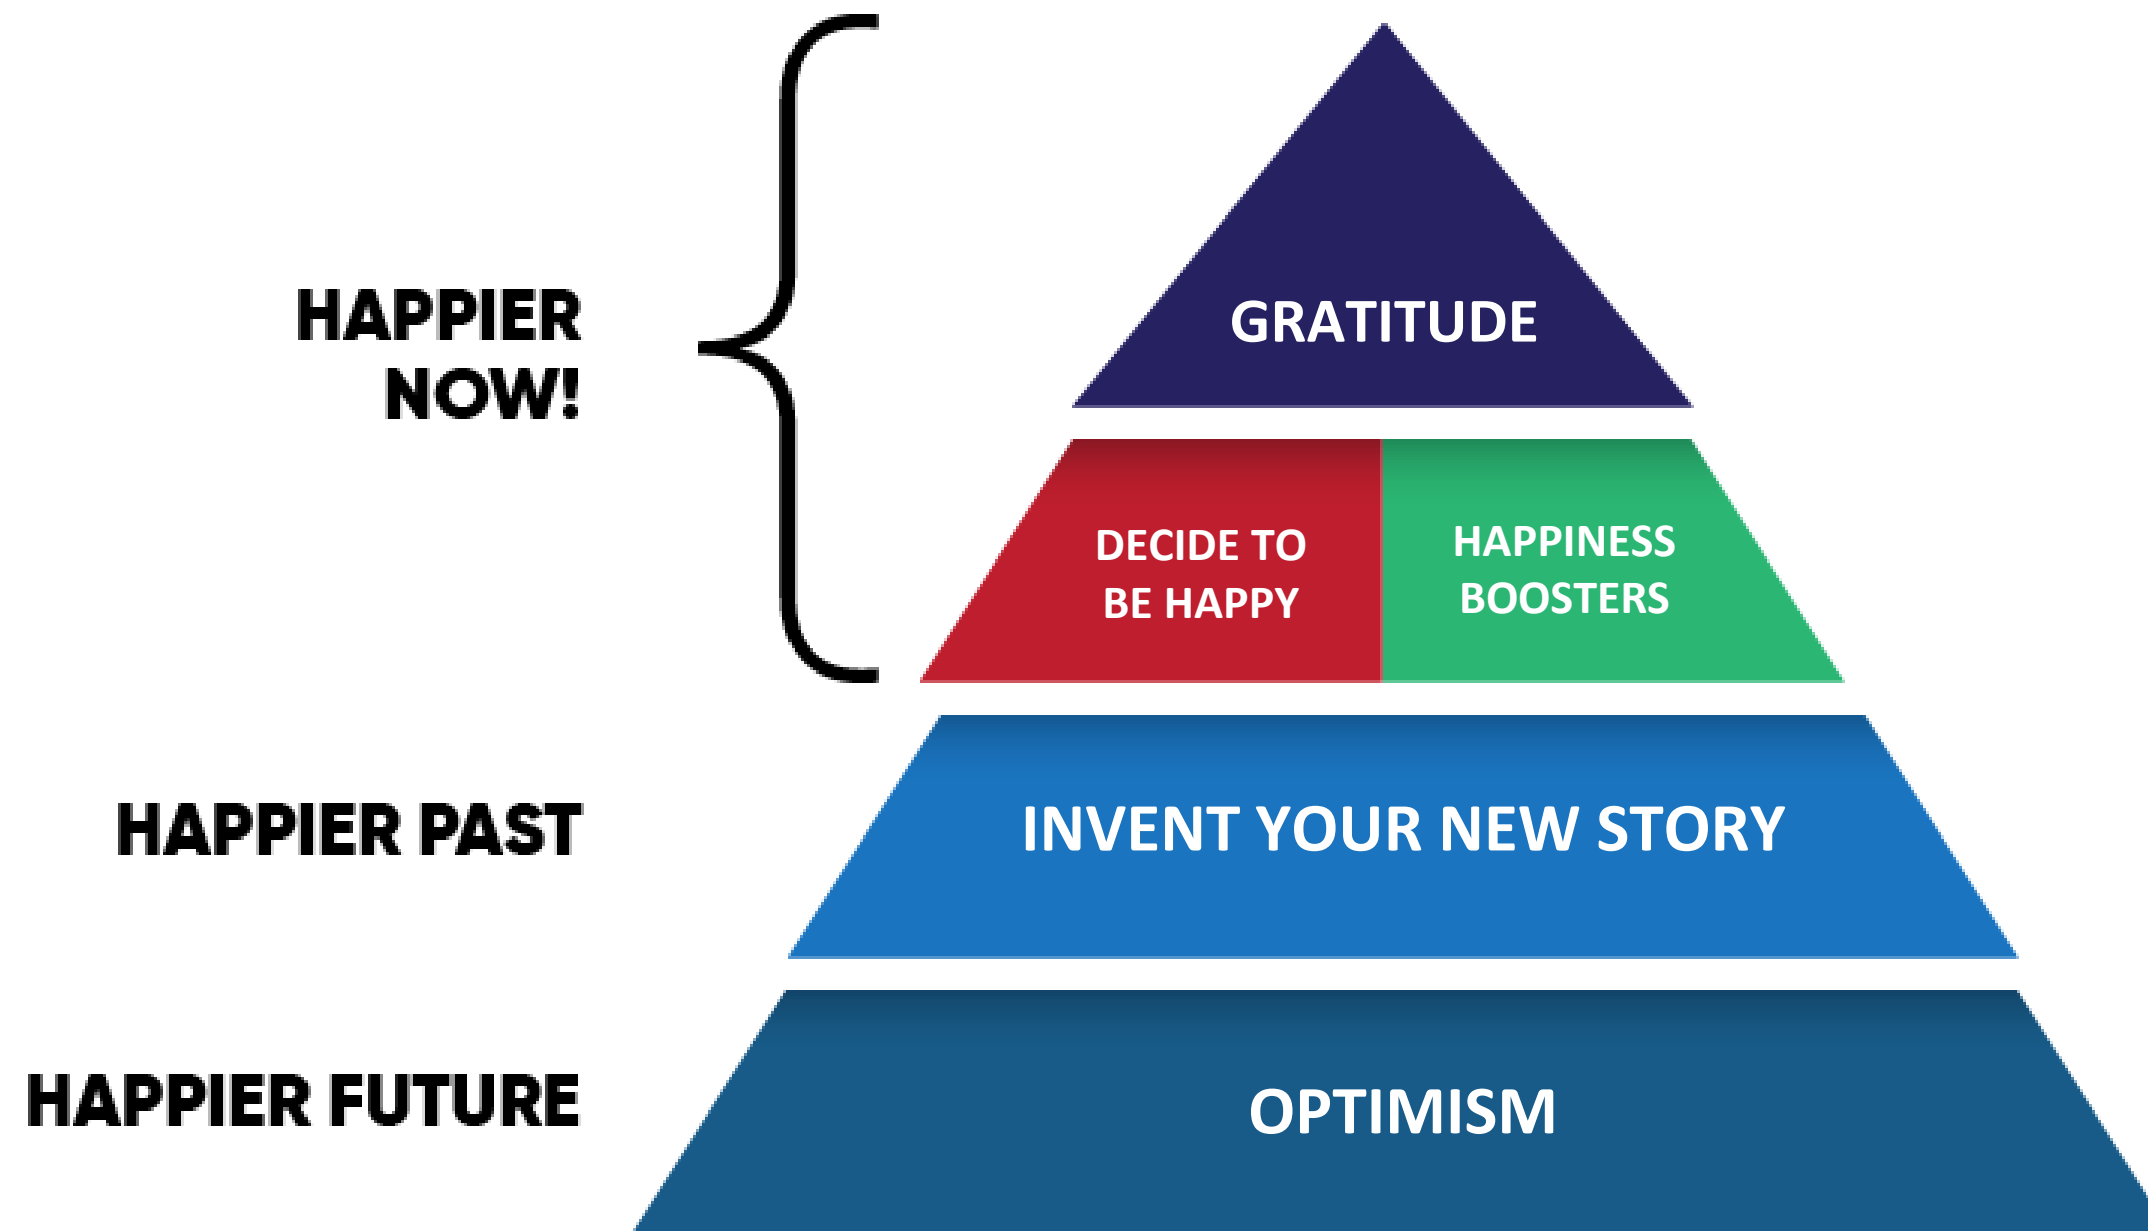 HAPPIER
NOW!
GRATITUDE
DECIDE TO
BE HAPPY
HAPPINESS
BOOSTERS
HAPPIER PAST
INVENT YOUR NEW STORY
HAPPIER FUTURE
OPTIMISM